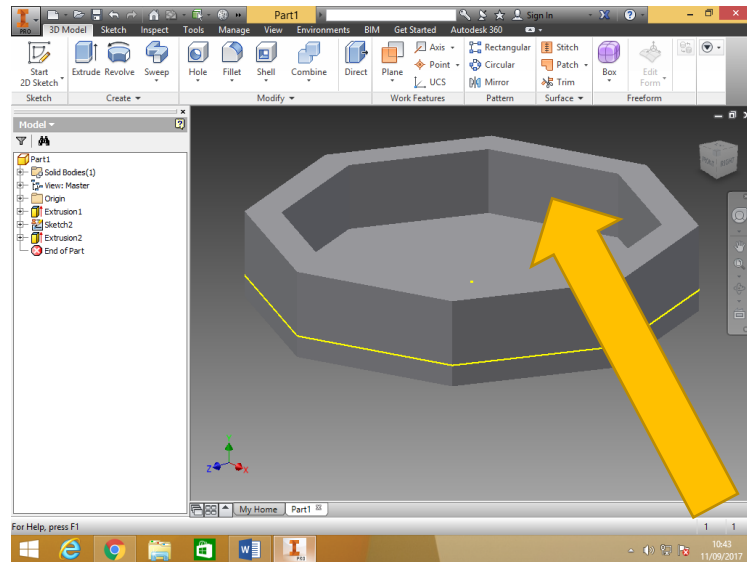 PRO
Part1
Sign In
3D Model Sketch Inspect Tools Manage View Environments BIM Get Started Autodesk 360
Start
2D Sketch
Extrude Revolve Sweep
Hole Fillet Shell Combine Direct
Plane
Axis
Point
UCS
Rectangular
Circular
Mirror
Stitch
Patch
Trim
Box
Edit
Form
Sketch Create Modify Work Features Pattern Surface Freeform
Model
Part1
Solid Bodies(1)
View: Master
Origin
Extrusion1
Sketch2
Extrusion2
End of Part
RIGHT
Z X
My Home Part1
For Help, press F1
1 1
10:43
11/09/2017